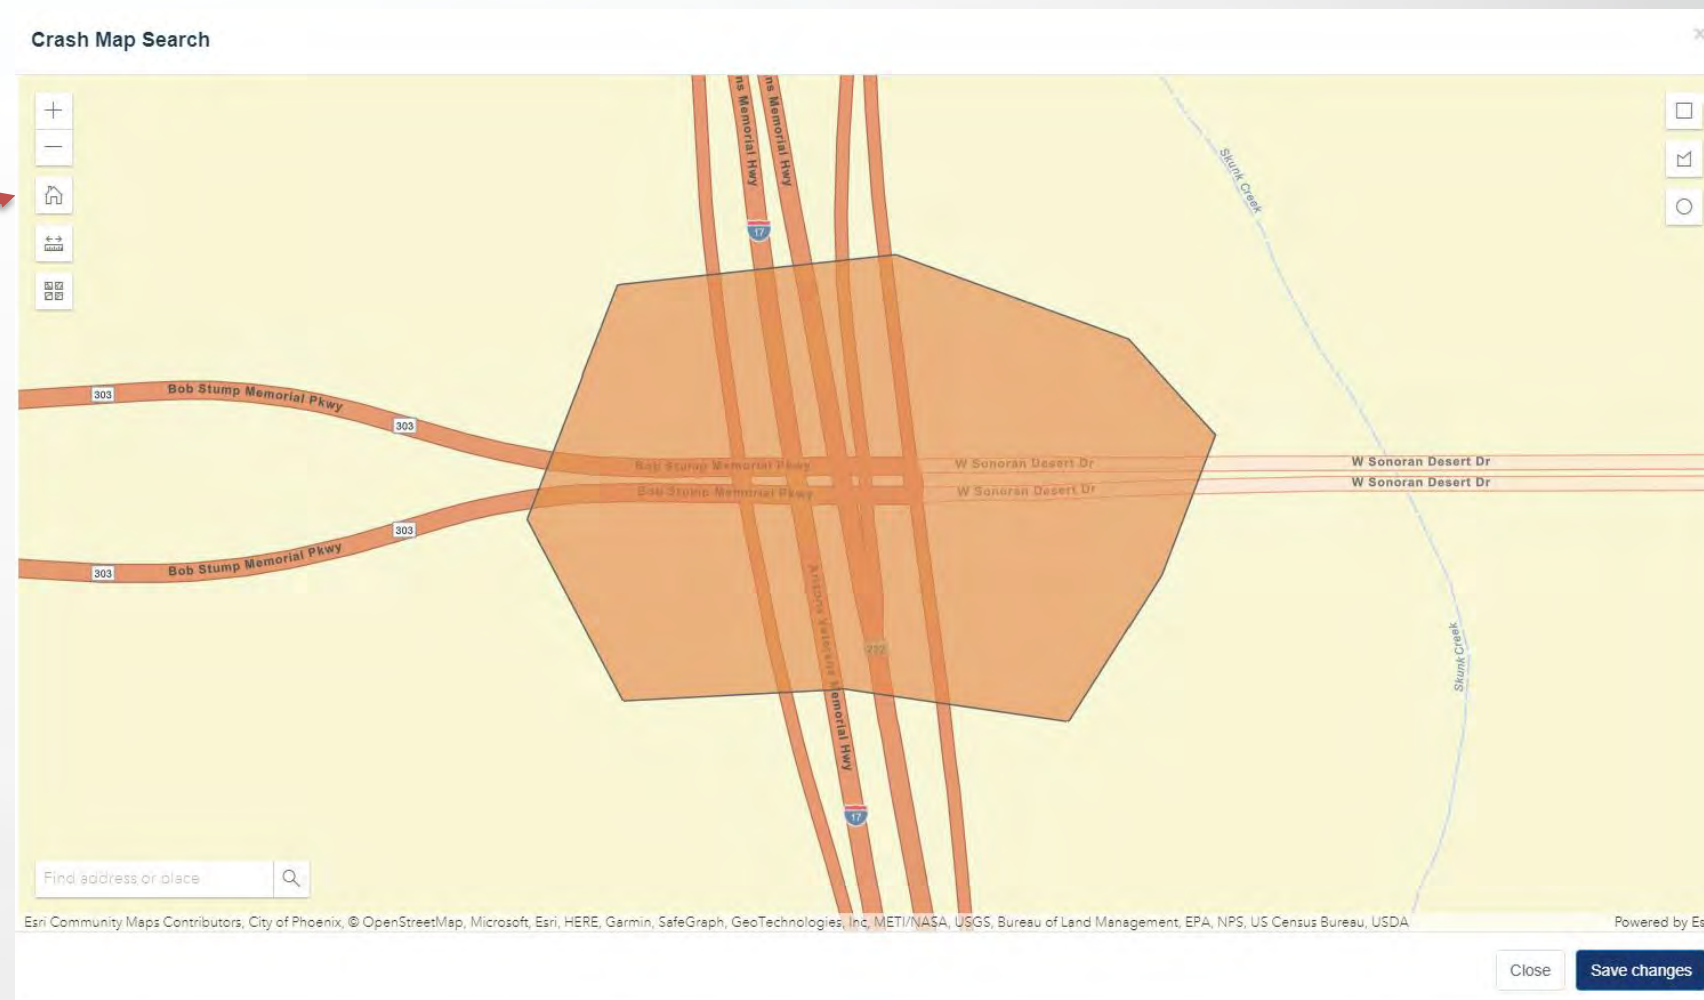 Crash Map Search
ns Memorial Hwy
ns Memorial Hwy
Skunk Creek
17
303
Bob Stump Memorial Pkwy
303
Bob Stump Memorial Pkwy
W Sonoran Desert Dr
W Sonoran Desert Dr
Bob Stump Memorial Pkwy
W Sonoran Desert Dr
W Sonoran Desert Dr
303
303
Bob Stump Memorial Pkwy
Arizona Veterans Memorial Hwy
Skunk Creek
17
Find address or place
Esri Community Maps Contributors, City of Phoenix, © OpenStreetMap, Microsoft, Esri, HERE, Garmin, SafeGraph, GeoTechnologies, Inc, METI/NASA, USGS, Bureau of Land Management, EPA, NPS, US Census Bureau, USDA
Powered by Es
Close
Save changes